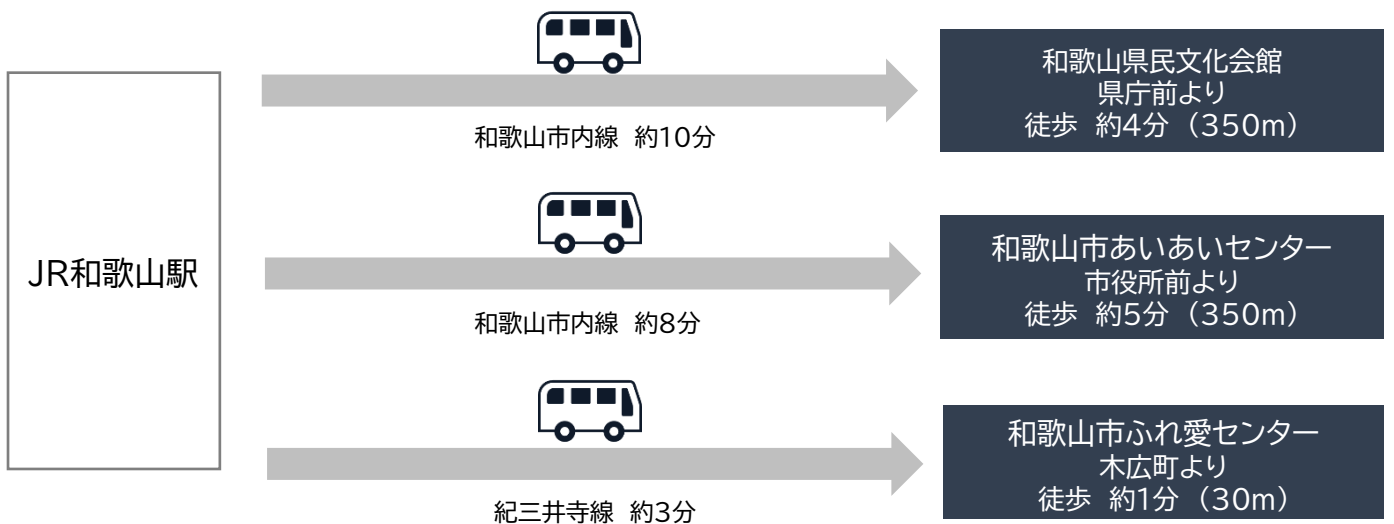 JR和歌山駅
和歌山市内線 約10分
和歌山県民文化会館
県庁前より
徒歩 約4分 (350m)
和歌山市内線 約8分
和歌山市あいあいセンター
市役所前より
徒歩 約5分 (350m)
紀三井寺線 約3分
和歌山市ふれ愛センター
木広町より
徒歩 約1分 (30m)